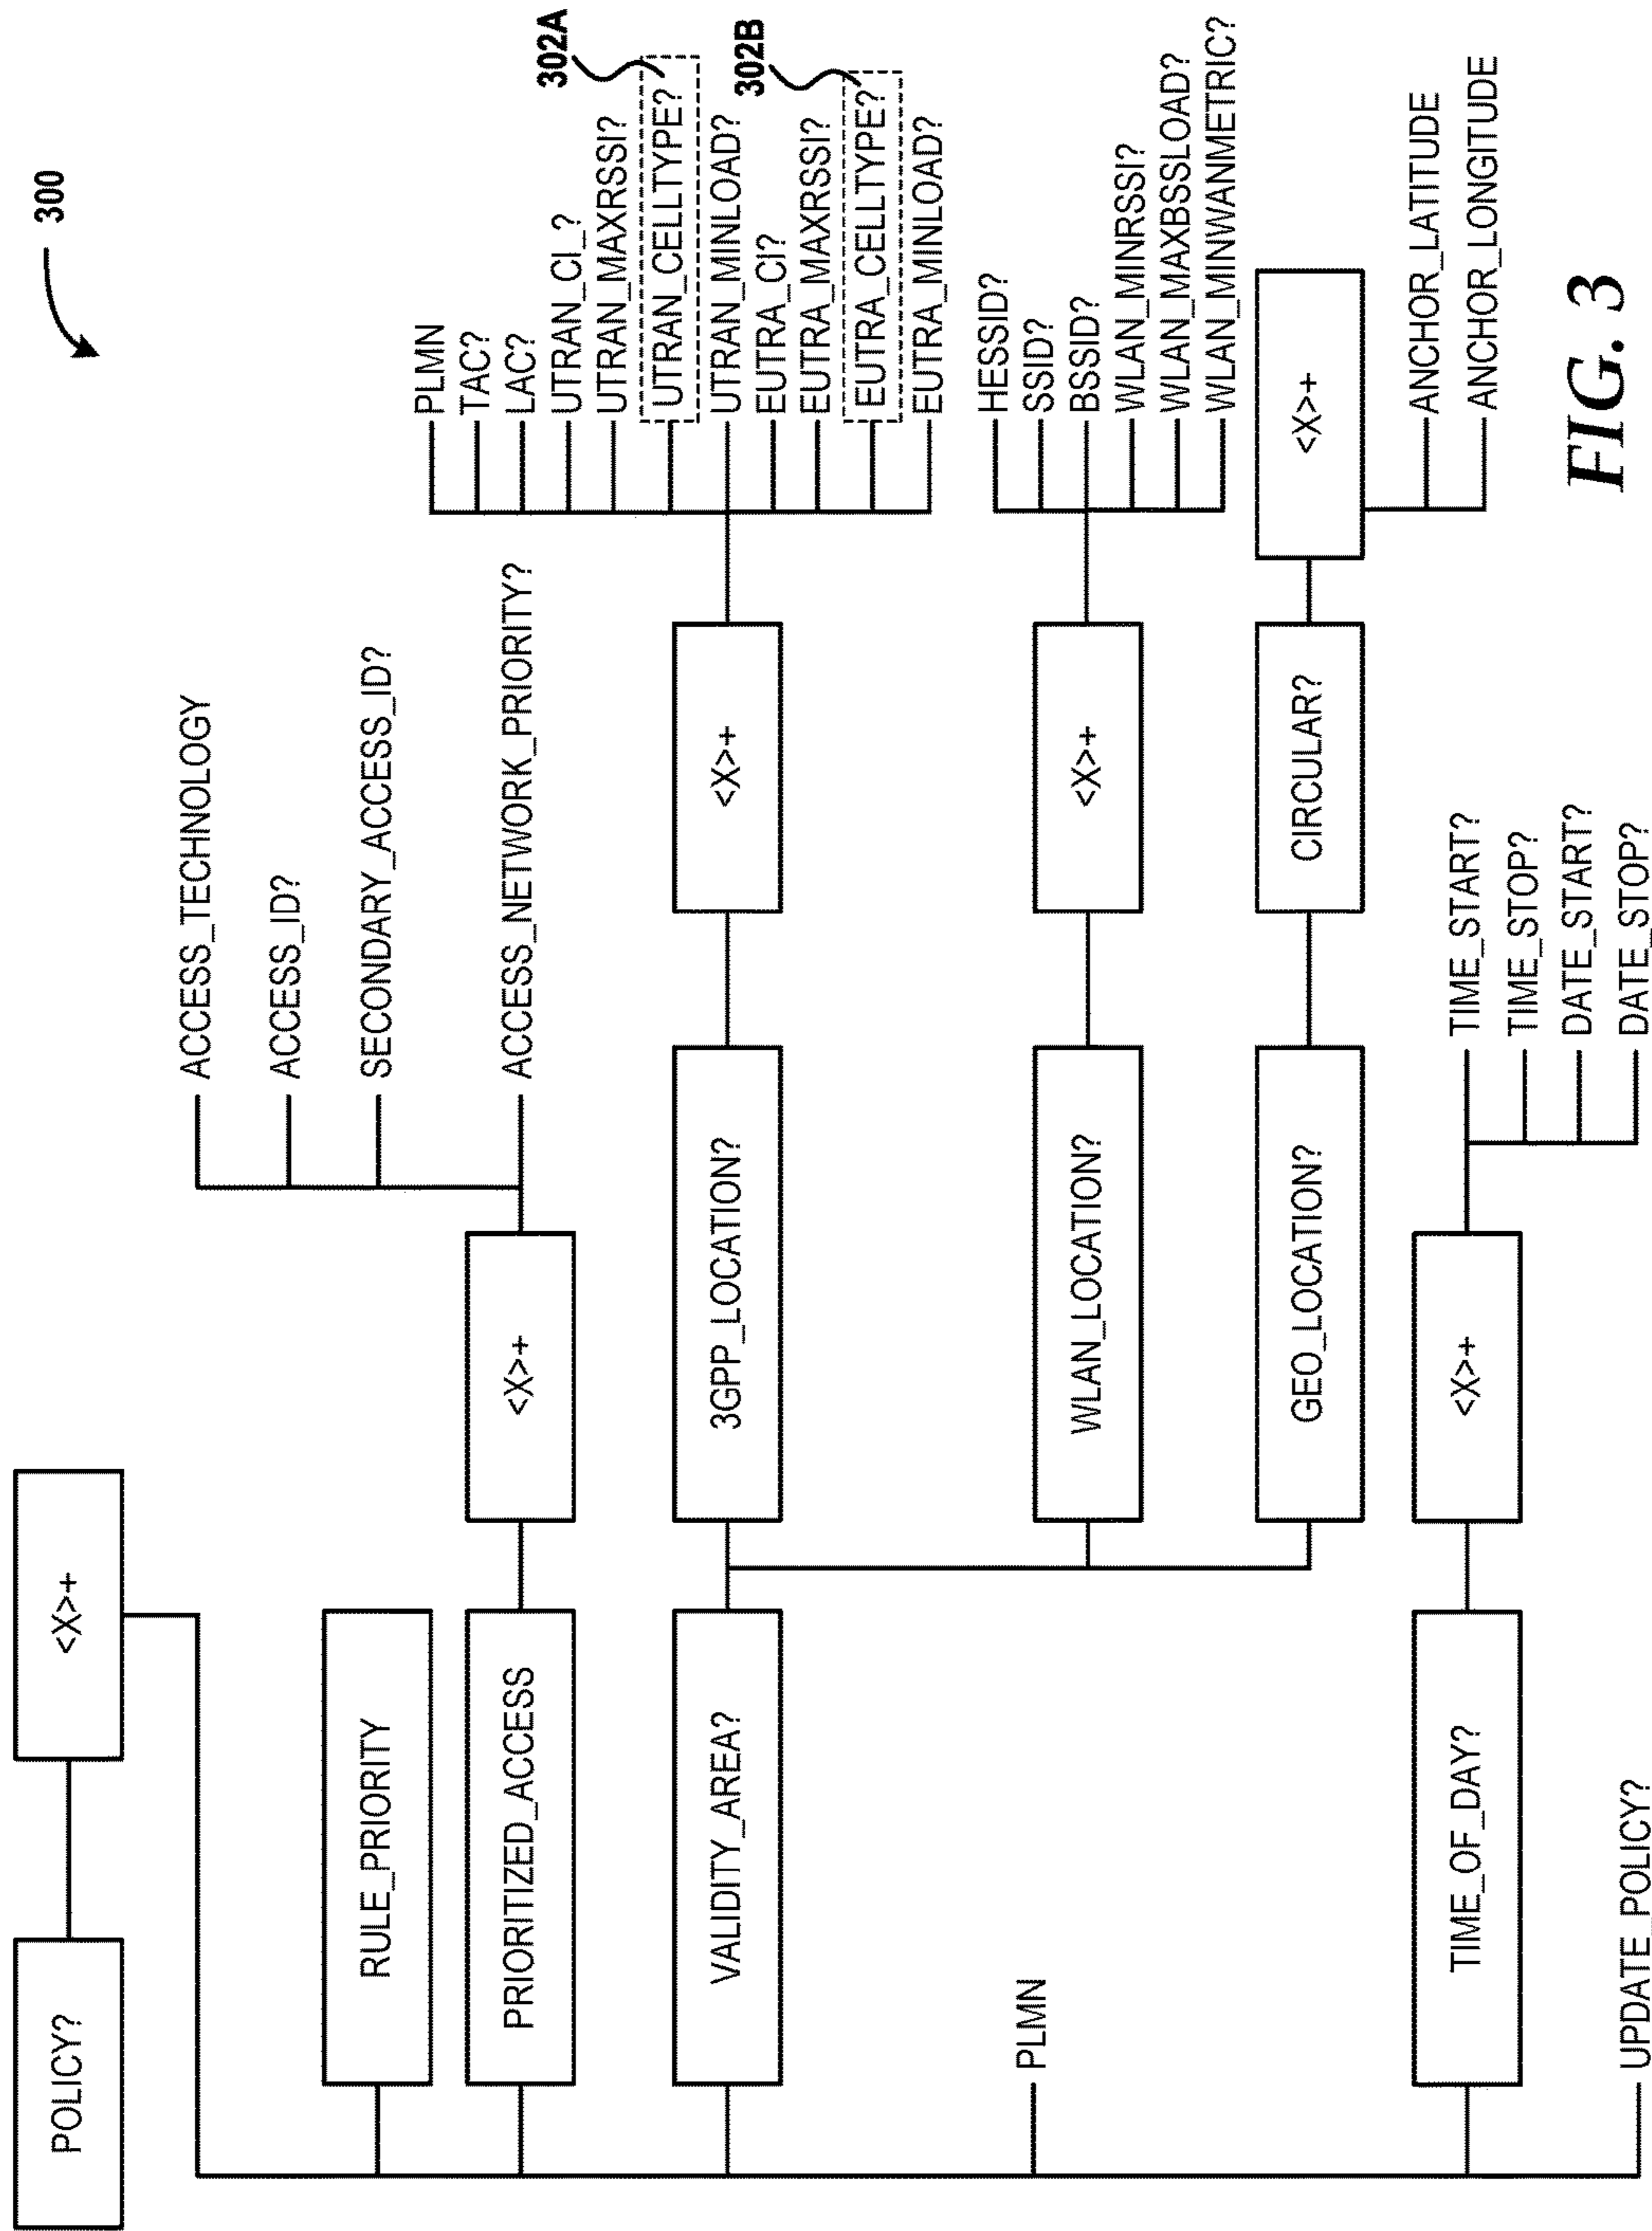 300
POLICY?
<X>+
RULE_PRIORITY
PRIORITIZED_ACCESS
<X>+
ACCESS_TECHNOLOGY
ACCESS_ID?
SECONDARY_ACCESS_ID?
ACCESS_NETWORK_PRIORITY?
VALIDITY_AREA?
3GPP_LOCATION?
<X>+
PLMN
TAC?
LAC?
UTRAN_CI_?
UTRAN_MAXRSSI?
UTRAN_CELLTYPE?
302A
UTRAN_MINLOAD?
EUTRA_CI?
EUTRA_MAXRSSI?
EUTRA_CELLTYPE?
302B
EUTRA_MINLOAD?
WLAN_LOCATION?
<X>+
HESSID?
SSID?
BSSID?
WLAN_MINRSSI?
WLAN_MAXBSSLOAD?
WLAN_MINWANMETRIC?
GEO_LOCATION?
CIRCULAR?
<X>+
ANCHOR_LATITUDE
ANCHOR_LONGITUDE
PLMN
TIME_OF_DAY?
<X>+
TIME_START?
TIME_STOP?
DATE_START?
DATE_STOP?
UPDATE_POLICY?
FIG. 3